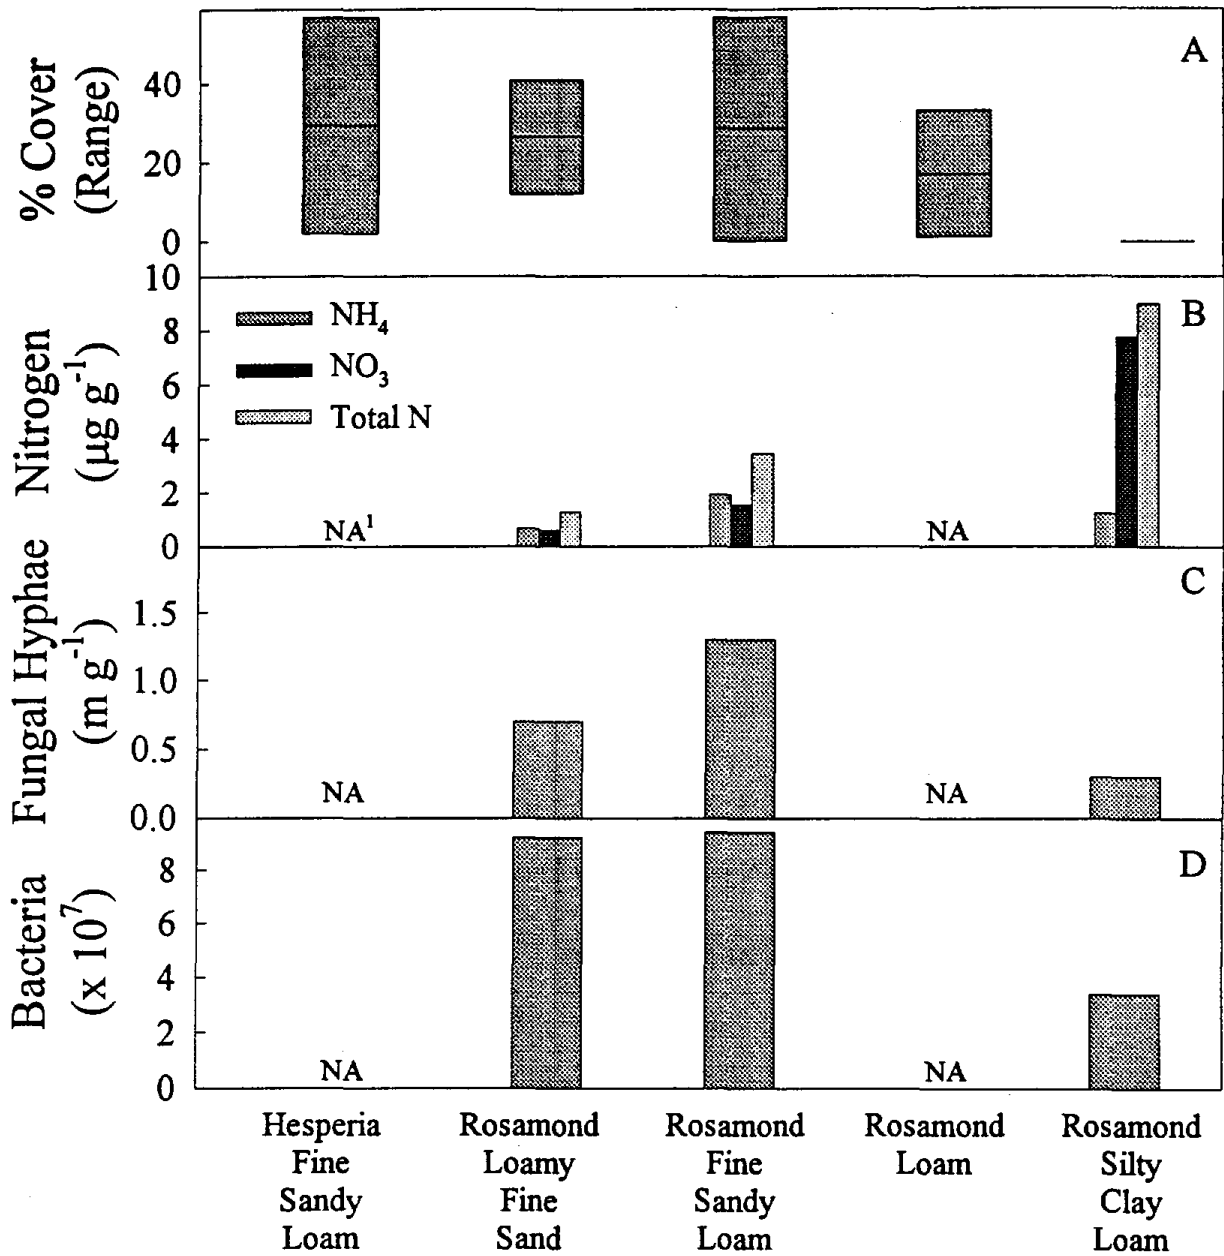 % Cover
(Range)
40
20
0
A
Nitrogen
(μg g⁻¹)
10
8
6
4
2
0
NH₄
NO₃
Total N
B
NA¹
NA
Fungal Hyphae
(m g⁻¹)
1.5
1.0
0.5
0.0
C
NA
NA
Bacteria
(x 10⁷)
8
6
4
2
0
D
NA
NA
Hesperia
Fine
Sandy
Loam
Rosamond
Loamy
Fine
Sand
Rosamond
Fine
Sandy
Loam
Rosamond
Loam
Rosamond
Silty
Clay
Loam